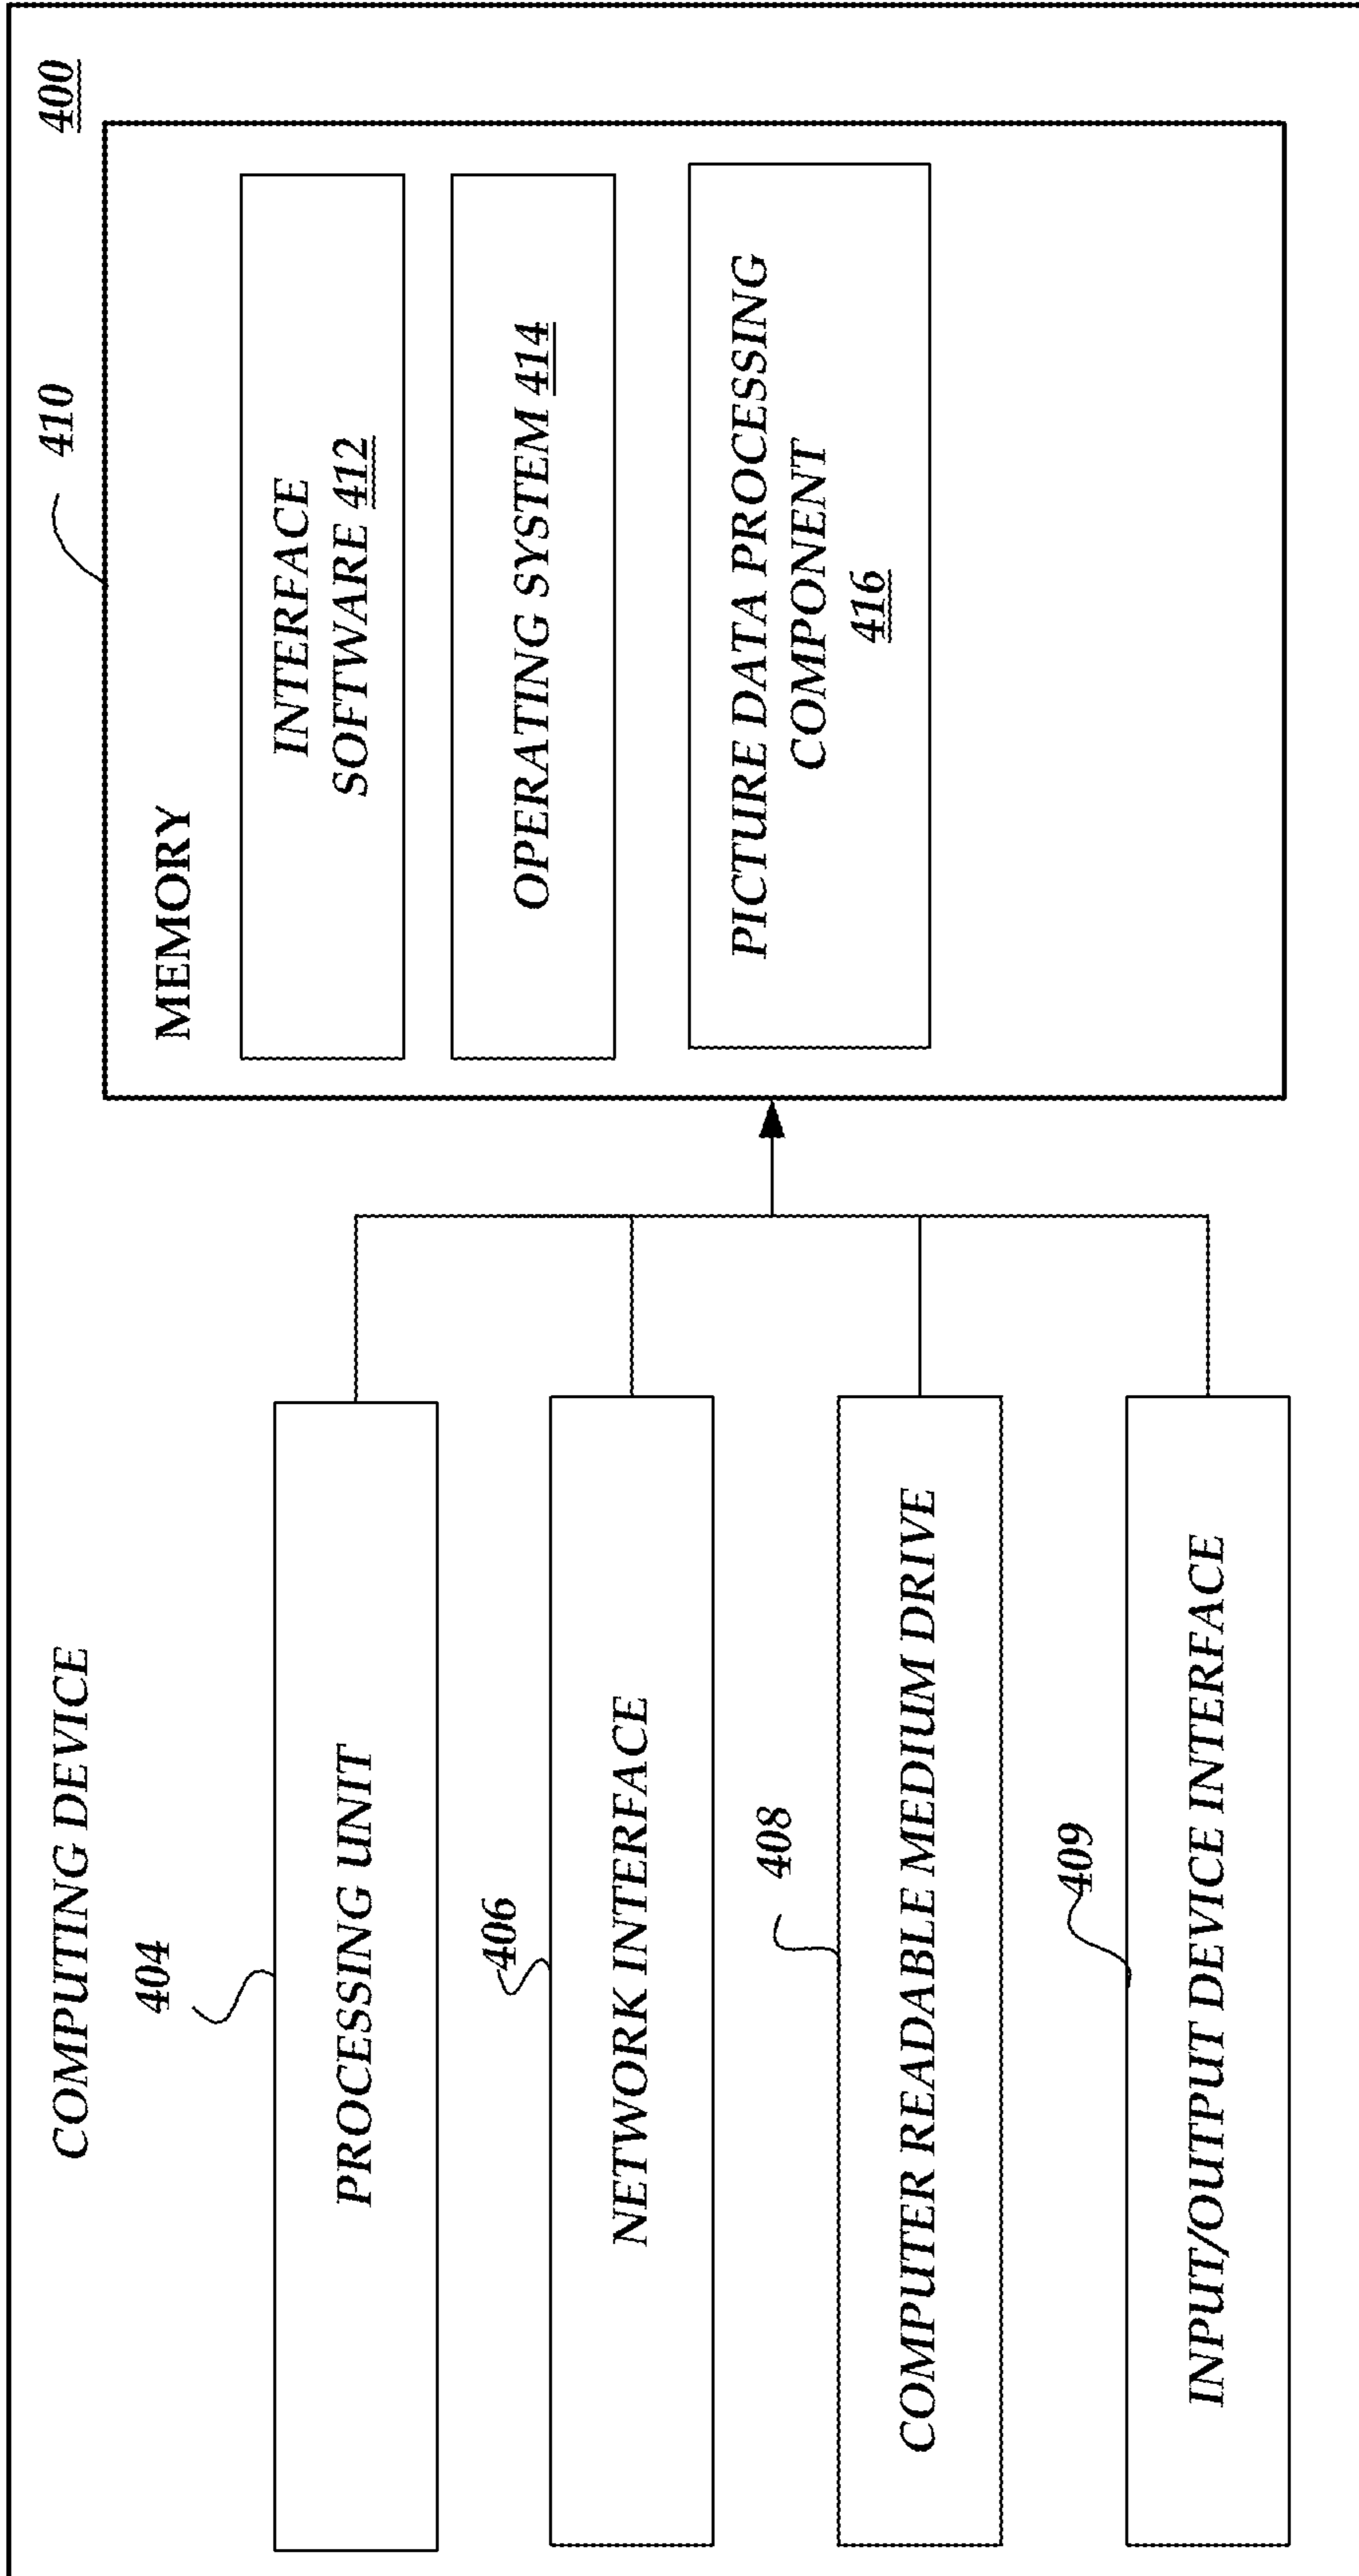 COMPUTING DEVICE
400
404
PROCESSING UNIT
406
NETWORK INTERFACE
408
COMPUTER READABLE MEDIUM DRIVE
409
INPUT/OUTPUT DEVICE INTERFACE
410
MEMORY
INTERFACE
SOFTWARE 412
OPERATING SYSTEM 414
PICTURE DATA PROCESSING
COMPONENT
416